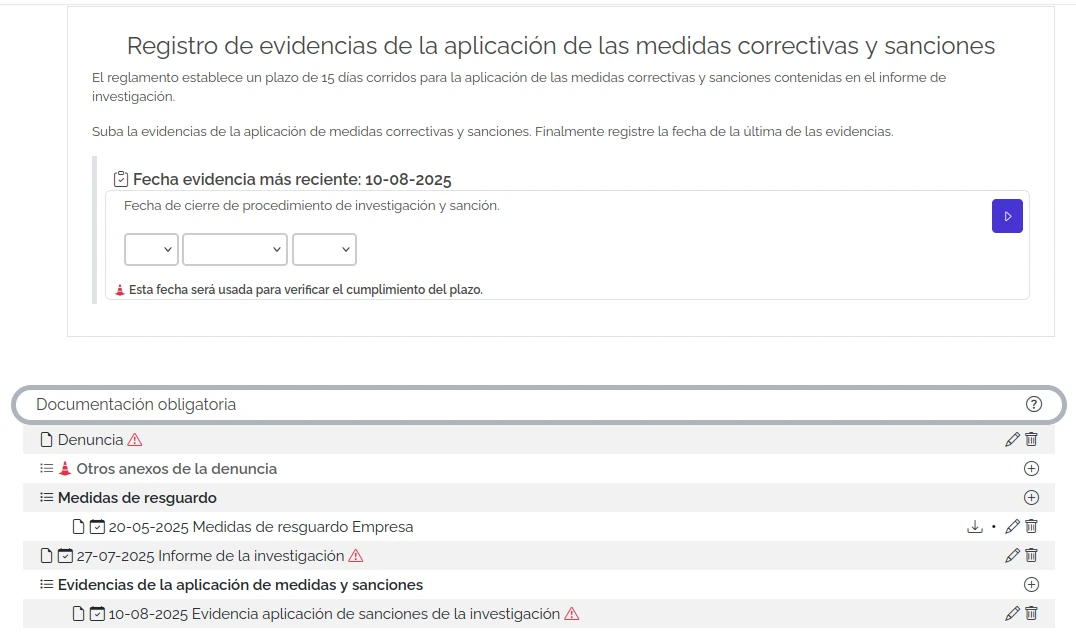 Registro de evidencias de la aplicación de las medidas correctivas y sanciones
El reglamento establece un plazo de 15 días corridos para la aplicación de las medidas correctivas y sanciones contenidas en el informe de
investigación.
Suba la evidencias de la aplicación de medidas correctivas y sanciones. Finalmente registre la fecha de la última de las evidencias.
Fecha evidencia más reciente: 10-08-2025
Fecha de cierre de procedimiento de investigación y sanción.
Esta fecha será usada para verificar el cumplimiento del plazo.
Documentación obligatoria
Denuncia
Otros anexos de la denuncia
Medidas de resguardo
20-05-2025 Medidas de resguardo Empresa
27-07-2025 Informe de la investigación
Evidencias de la aplicación de medidas y sanciones
10-08-2025 Evidencia aplicación de sanciones de la investigación